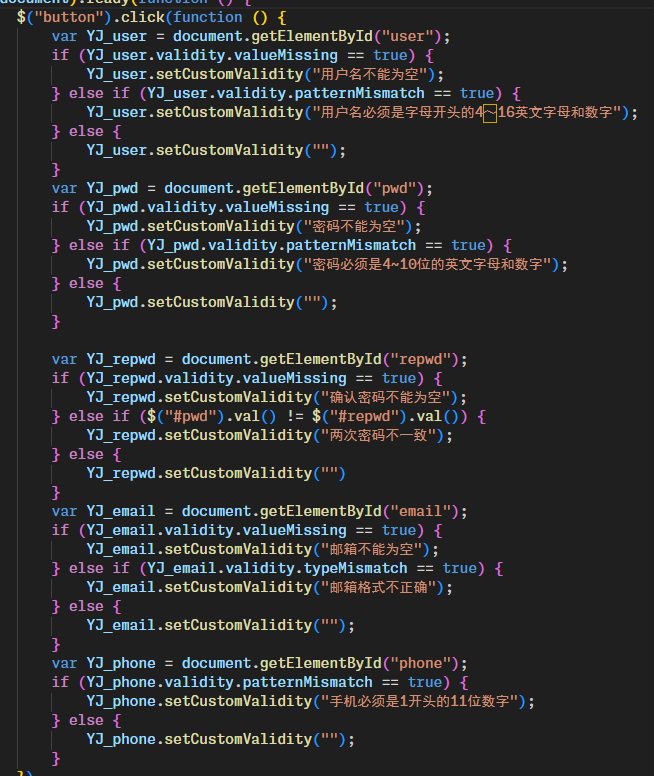 document).ready(function () {
$("button").click(function () {
var YJ_user = document.getElementById("user");
if (YJ_user.validity.valueMissing == true) {
YJ_user.setCustomValidity("用户名不能为空");
} else if (YJ_user.validity.patternMismatch == true) {
YJ_user.setCustomValidity("用户名必须是字母开头的4～16英文字母和数字");
} else {
YJ_user.setCustomValidity("");
}
var YJ_pwd = document.getElementById("pwd");
if (YJ_pwd.validity.valueMissing == true) {
YJ_pwd.setCustomValidity("密码不能为空");
} else if (YJ_pwd.validity.patternMismatch == true) {
YJ_pwd.setCustomValidity("密码必须是4~10位的英文字母和数字");
} else {
YJ_pwd.setCustomValidity("");
}
var YJ_repwd = document.getElementById("repwd");
if (YJ_repwd.validity.valueMissing == true) {
YJ_repwd.setCustomValidity("确认密码不能为空");
} else if ($("#pwd").val() != $("#repwd").val()) {
YJ_repwd.setCustomValidity("两次密码不一致");
} else {
YJ_repwd.setCustomValidity("")
}
var YJ_email = document.getElementById("email");
if (YJ_email.validity.valueMissing == true) {
YJ_email.setCustomValidity("邮箱不能为空");
} else if (YJ_email.validity.typeMismatch == true) {
YJ_email.setCustomValidity("邮箱格式不正确");
} else {
YJ_email.setCustomValidity("");
}
var YJ_phone = document.getElementById("phone");
if (YJ_phone.validity.patternMismatch == true) {
YJ_phone.setCustomValidity("手机必须是1开头的11位数字");
} else {
YJ_phone.setCustomValidity("");
}
})